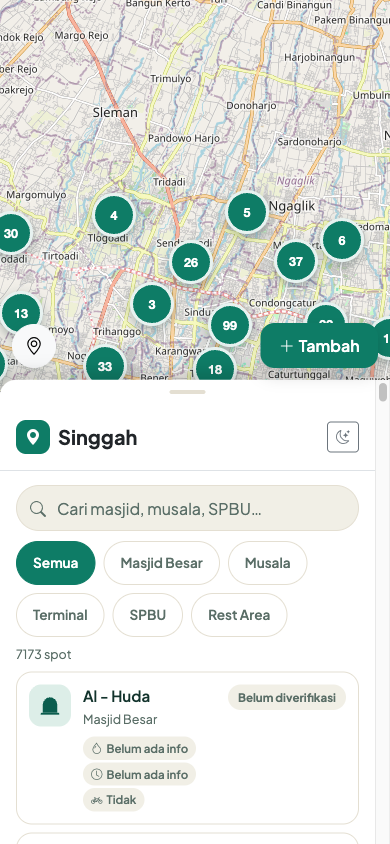 Bangun Kerto
Candi Binangun
Pakem Binangun
Margo Rejo
Harjobinangun
Trimulyo
Donoharjo
Sleman
Pandowo Harjo
Sardonoharjo
Tridadi
Ngaglik
Margomulyo
4
5
Ngaglik
30
Tlogoadi
6
26
37
Tirtoadi
3
Condongcatur
13
99
Trihanggo
Tambah
Karangwa
33
18
Caturtunggal
Bener
Singgah
Cari masjid, musala, SPBU...
Semua
Masjid Besar
Musala
Terminal
SPBU
Rest Area
7173 spot
Al - Huda
Belum diverifikasi
Masjid Besar
Belum ada info
Belum ada info
Tidak